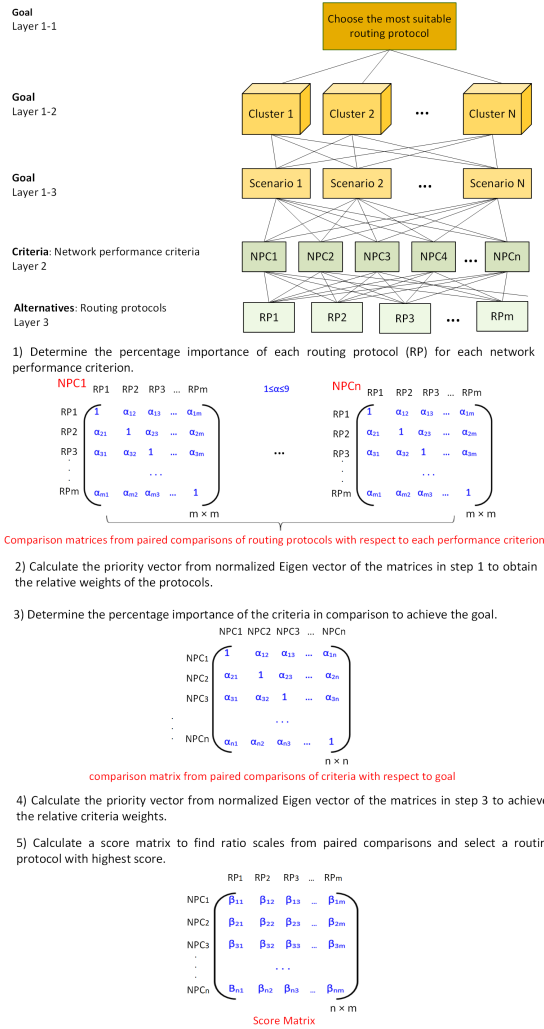 Goal
Layer 1-1
Choose the most suitable
routing protocol
Goal
Layer 1-2
Cluster 1 Cluster 2 ... Cluster N
Goal
Layer 1-3
Scenario 1 Scenario 2 ... Scenario N
Criteria: Network performance criteria
Layer 2
NPC1 NPC2 NPC3 NPC4 ... NPCn
Alternatives: Routing protocols
Layer 3
RP1 RP2 RP3 ... RPm
1) Determine the percentage importance of each routing protocol (RP) for each network
performance criterion.
NPC1 RP1 RP2 RP3 ... RPm 1≤α≤9 NPCn RP1 RP2 RP3 ... RPm
RP1 1 α12 α13 ... α1m RP1 1 α12 α13 ... α1m
RP2 α21 1 α23 ... α2m RP2 α21 1 α23 ... α2m
RP3 α31 α32 1 ... α3m ... RP3 α31 α32 1 ... α3m
. . . ... . . . ...
RPm αm1 αm2 αm3 ... 1 RPm αm1 αm2 αm3 ... 1
m × m m × m
Comparison matrices from paired comparisons of routing protocols with respect to each performance criterion
2) Calculate the priority vector from normalized Eigen vector of the matrices in step 1 to obtain
the relative weights of the protocols.
3) Determine the percentage importance of the criteria in comparison to achieve the goal.
NPC1 NPC2 NPC3 ... NPCn
NPC1 1 α12 α13 ... α1n
NPC2 α21 1 α23 ... α2n
NPC3 α31 α32 1 ... α3n
. . . ...
NPCn αn1 αn2 αn3 ... 1
n × n
comparison matrix from paired comparisons of criteria with respect to goal
4) Calculate the priority vector from normalized Eigen vector of the matrices in step 3 to achieve
the relative criteria weights.
5) Calculate a score matrix to find ratio scales from paired comparisons and select a routin
protocol with highest score.
RP1 RP2 RP3 ... RPm
NPC1 β11 β12 β13 ... β1m
NPC2 β21 β22 β23 ... β2m
NPC3 β31 β32 β33 ... β3m
. . . ...
NPCn Bn1 βn2 βn3 ... βnm
n × m
Score Matrix